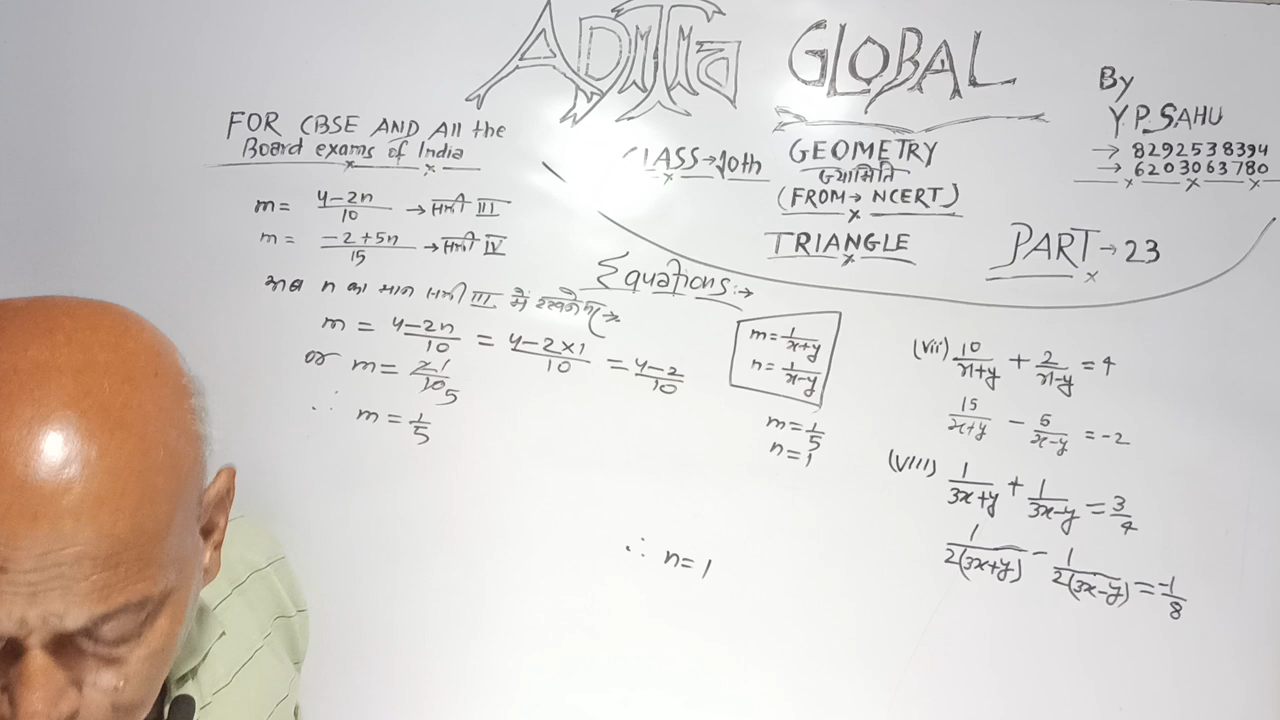 ADITYA GLOBAL
By
Y.P. SAHU
→ 8292538394
→ 6203063780
FOR CBSE AND All the
Board exams of India
CLASS→10th
GEOMETRY
ज्यामिति
(FROM→ NCERT)
TRIANGLE
PART→23
m = (4-2n)/10 → समी III
m = (-2+5n)/15 → समी IV
अब n का मान समी III में रखने पर→
m = (4-2n)/10 = (4-2×1)/10 = (4-2)/10
or m = 2 1/10 5
∴ m = 1/5
Equations:→
m = 1/(x+y)
n = 1/(x-y)
m = 1/5
n = 1
∴ n = 1
(vii) 10/(x+y) + 2/(x-y) = 4
15/(x+y) - 5/(x-y) = -2
(viii) 1/(3x+y) + 1/(3x-y) = 3/4
1/2(3x+y) - 1/2(3x-y) = -1/8